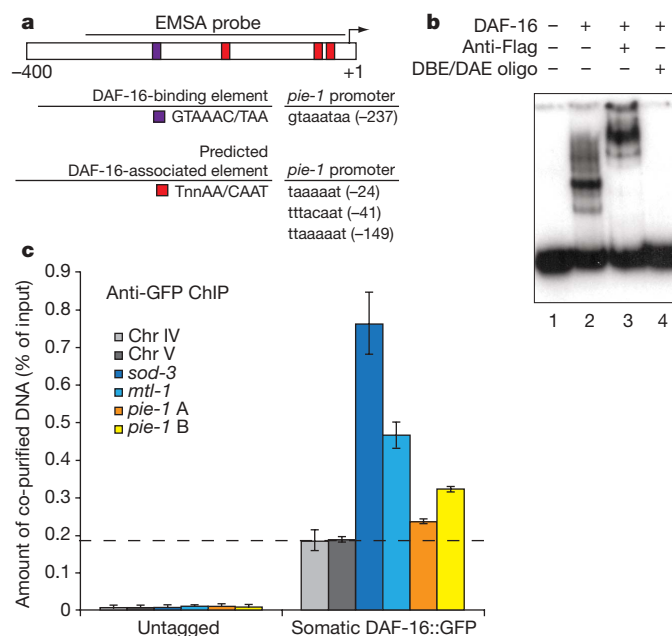 a
EMSA probe
−400
+1
DAF-16-binding element
pie-1 promoter
GTAAAC/TAA
gtaaataa (−237)
Predicted
DAF-16-associated element
pie-1 promoter
TnnAA/CAAT
taaaaat (−24)
tttacaat (−41)
ttaaaaat (−149)
b
DAF-16 − + + +
Anti-Flag − − + −
DBE/DAE oligo − − − +
1 2 3 4
c
Anti-GFP ChIP
Chr IV
Chr V
sod-3
mtl-1
pie-1 A
pie-1 B
Amount of co-purified DNA (% of input)
0.9
0.8
0.7
0.6
0.5
0.4
0.3
0.2
0.1
0
Untagged
Somatic DAF-16::GFP